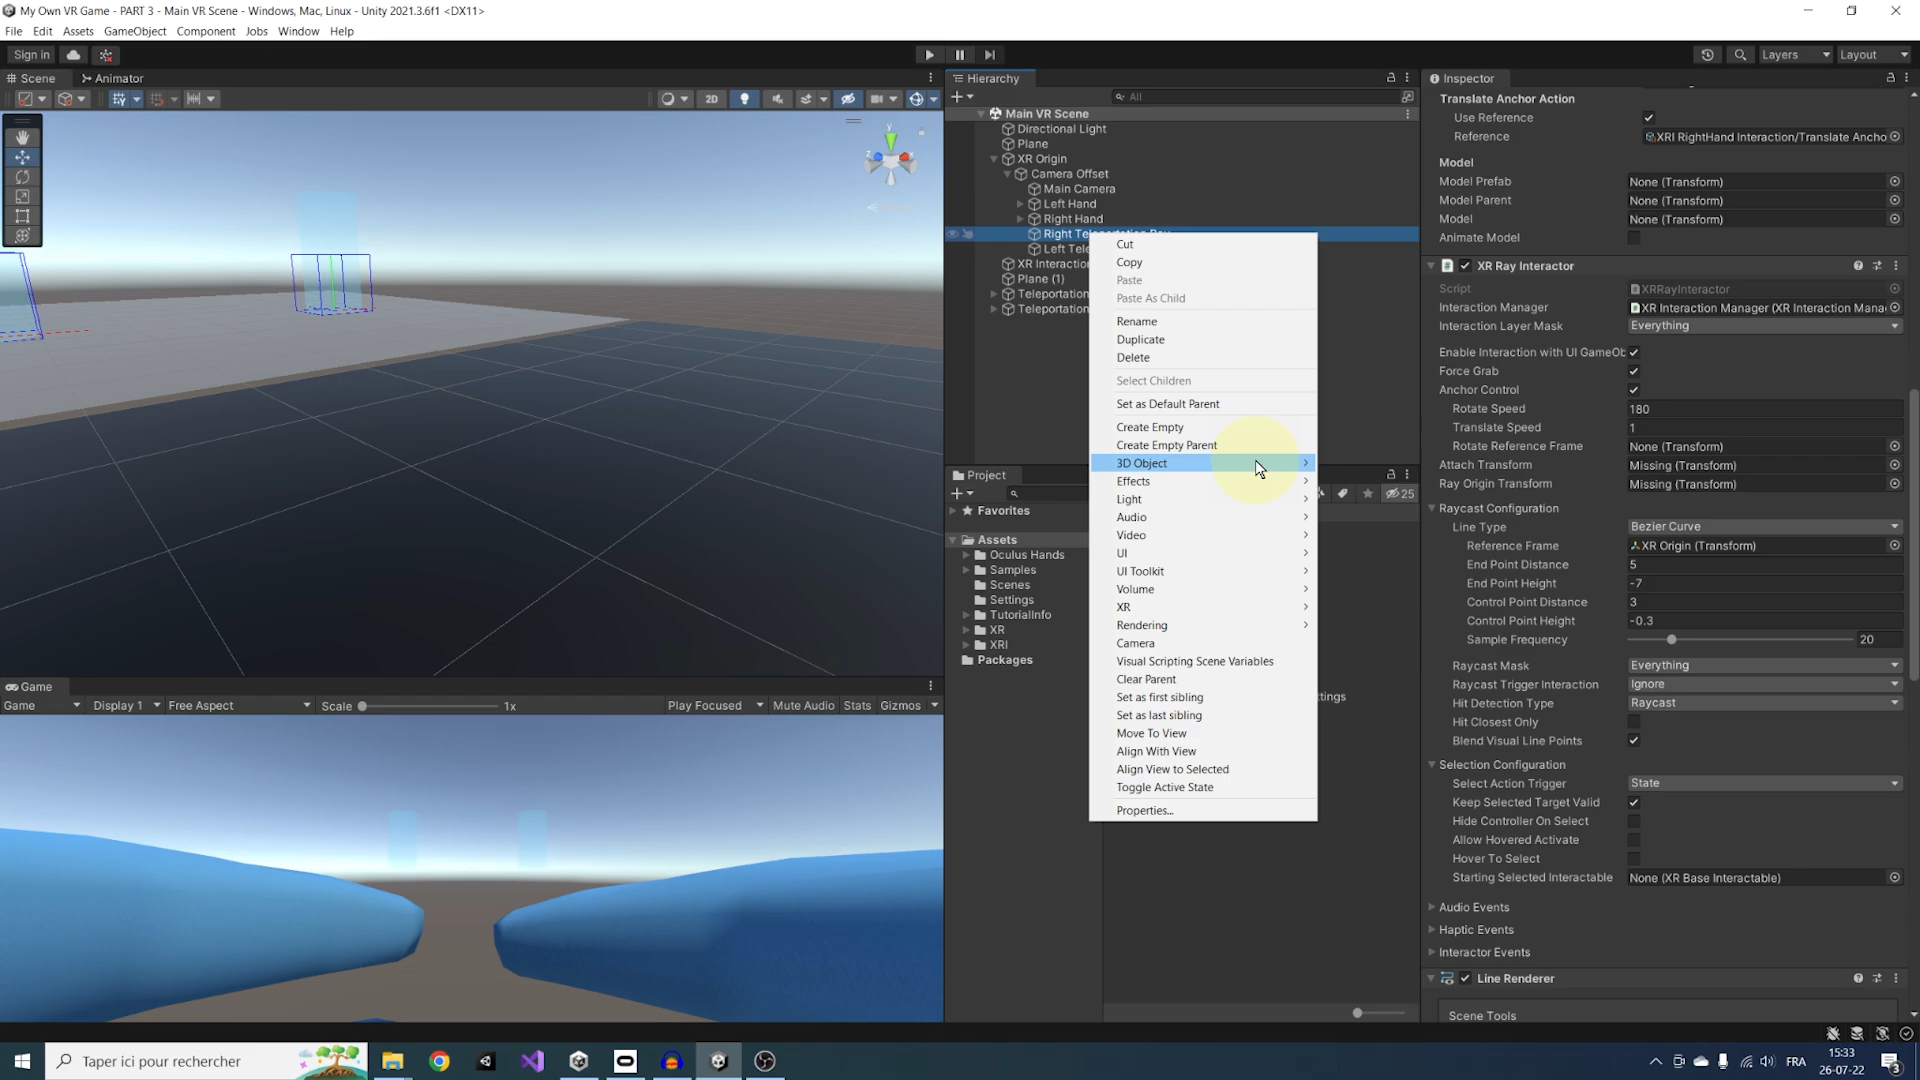 My Own VR Game - PART 3 - Main VR Scene - Windows, Mac, Linux - Unity 2021.3.6f1 <DX11>
File Edit Assets GameObject Component Jobs Window Help
Sign in
Layers Layout
Scene Animator
2D
y
Hierarchy
All
Main VR Scene
Directional Light
Plane
XR Origin
Camera Offset
Main Camera
Left Hand
Right Hand
Right
Left
XR
Plane (1)
Teleportation
Teleportation
Cut
Copy
Paste
Paste As Child
Rename
Duplicate
Delete
Select Children
Set as Default Parent
Create Empty
Create Empty Parent
3D Object
Effects
Light
Audio
Video
UI
UI Toolkit
Volume
XR
Rendering
Camera
Visual Scripting Scene Variables
Clear Parent
Set as first sibling
Set as last sibling
Move To View
Align With View
Align View to Selected
Toggle Active State
Properties...
Project
25
Favorites
Assets
Oculus Hands
Samples
Scenes
Settings
TutorialInfo
XR
XRI
Packages
ttings
Game
Game Display 1 Free Aspect Scale 1x Play Focused Mute Audio Stats Gizmos
Inspector
Translate Anchor Action
Use Reference
Reference XRI RightHand Interaction/Translate Ancho
Model
Model Prefab None (Transform)
Model Parent None (Transform)
Model None (Transform)
Animate Model
XR Ray Interactor
Script XRRayInteractor
Interaction Manager XR Interaction Manager (XR Interaction Mana
Interaction Layer Mask Everything
Enable Interaction with UI GameOb
Force Grab
Anchor Control
Rotate Speed 180
Translate Speed 1
Rotate Reference Frame None (Transform)
Attach Transform Missing (Transform)
Ray Origin Transform Missing (Transform)
Raycast Configuration
Line Type Bezier Curve
Reference Frame XR Origin (Transform)
End Point Distance 5
End Point Height -7
Control Point Distance 3
Control Point Height -0.3
Sample Frequency 20
Raycast Mask Everything
Raycast Trigger Interaction Ignore
Hit Detection Type Raycast
Hit Closest Only
Blend Visual Line Points
Selection Configuration
Select Action Trigger State
Keep Selected Target Valid
Hide Controller On Select
Allow Hovered Activate
Hover To Select
Starting Selected Interactable None (XR Base Interactable)
Audio Events
Haptic Events
Interactor Events
Line Renderer
Scene Tools
Taper ici pour rechercher
FRA
15:33
26-07-22
3